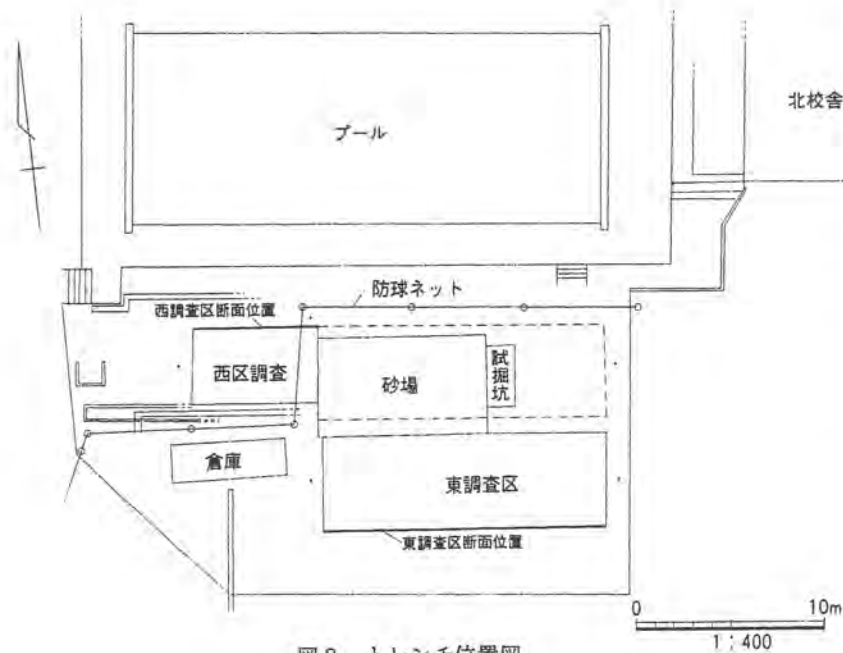 北校舎
プール
防球ネット
西調査区断面位置
西区調査
砂場
試掘坑
倉庫
東調査区
東調査区断面位置
0 10m
1:400